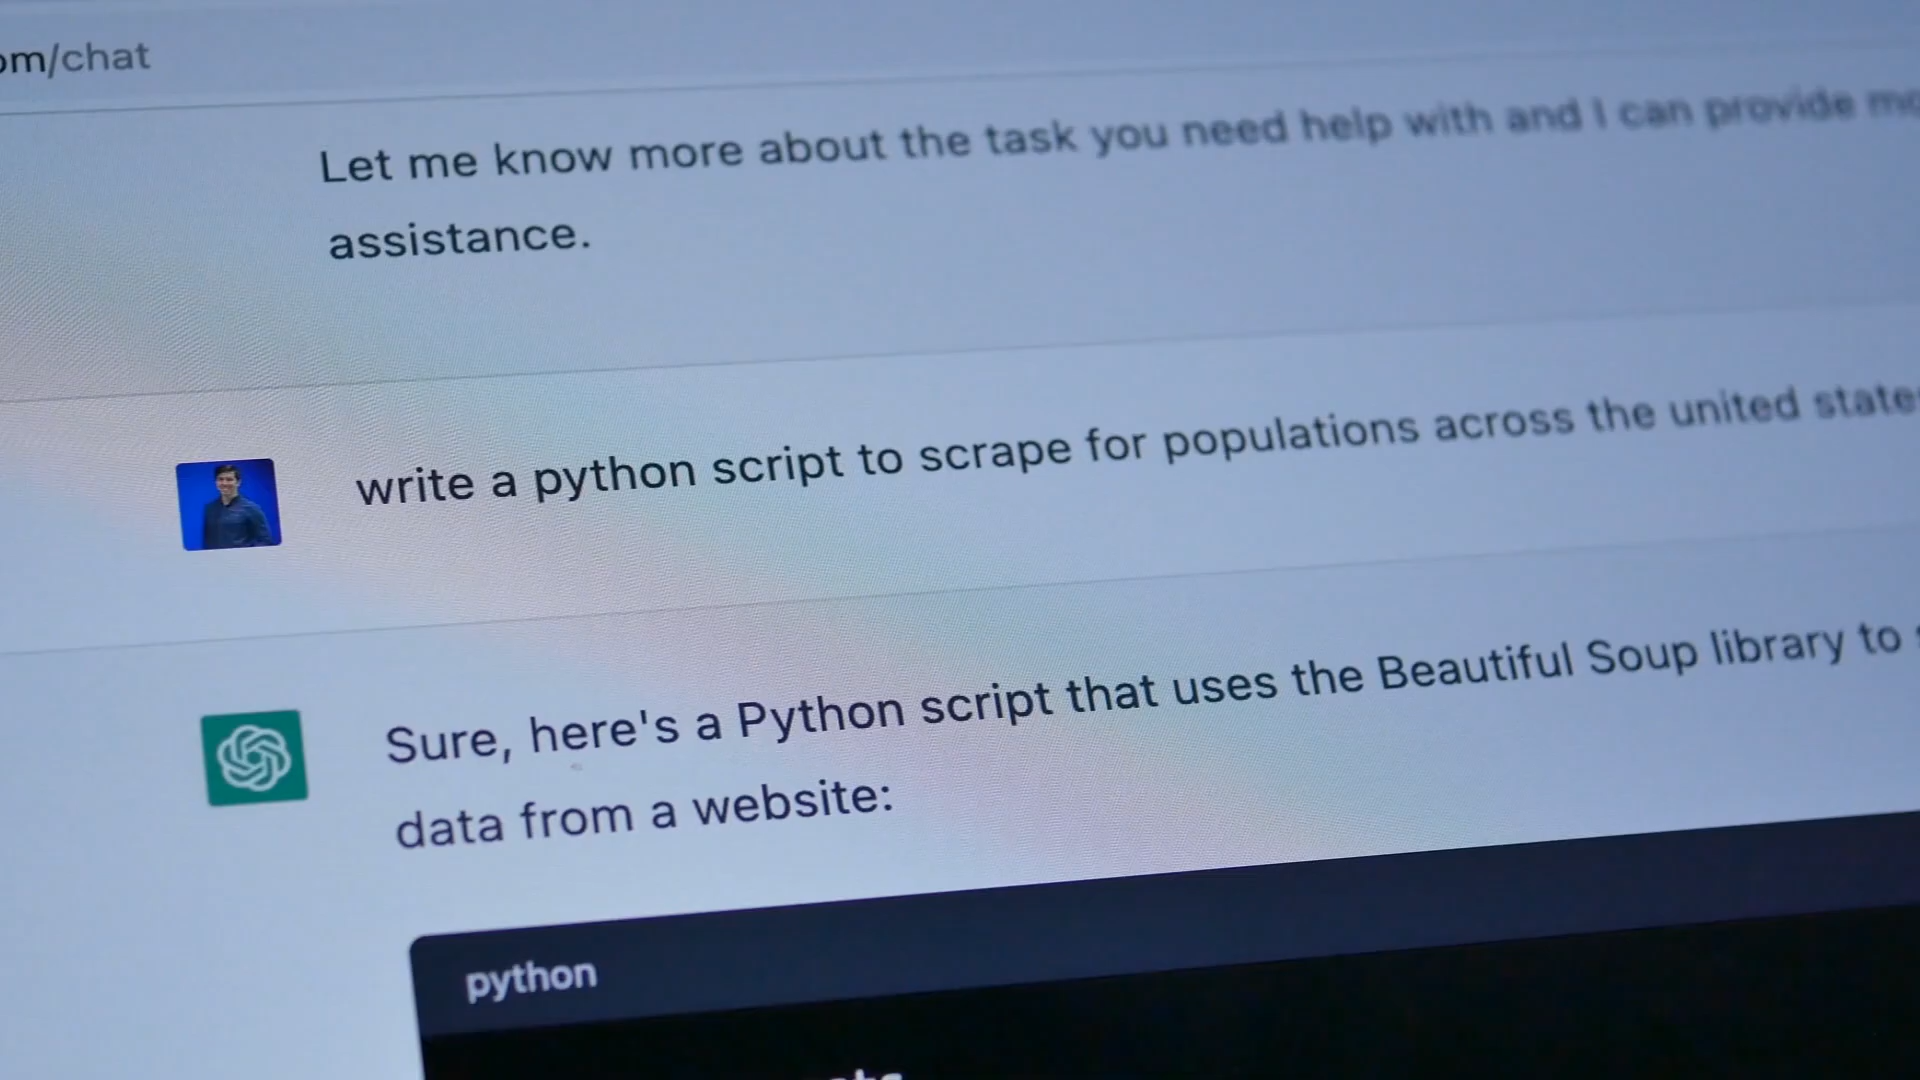 om/chat
Let me know more about the task you need help with and I can provide
assistance.
write a python script to scrape for populations across the united state
Sure, here's a Python script that uses the Beautiful Soup library to
data from a website:
python